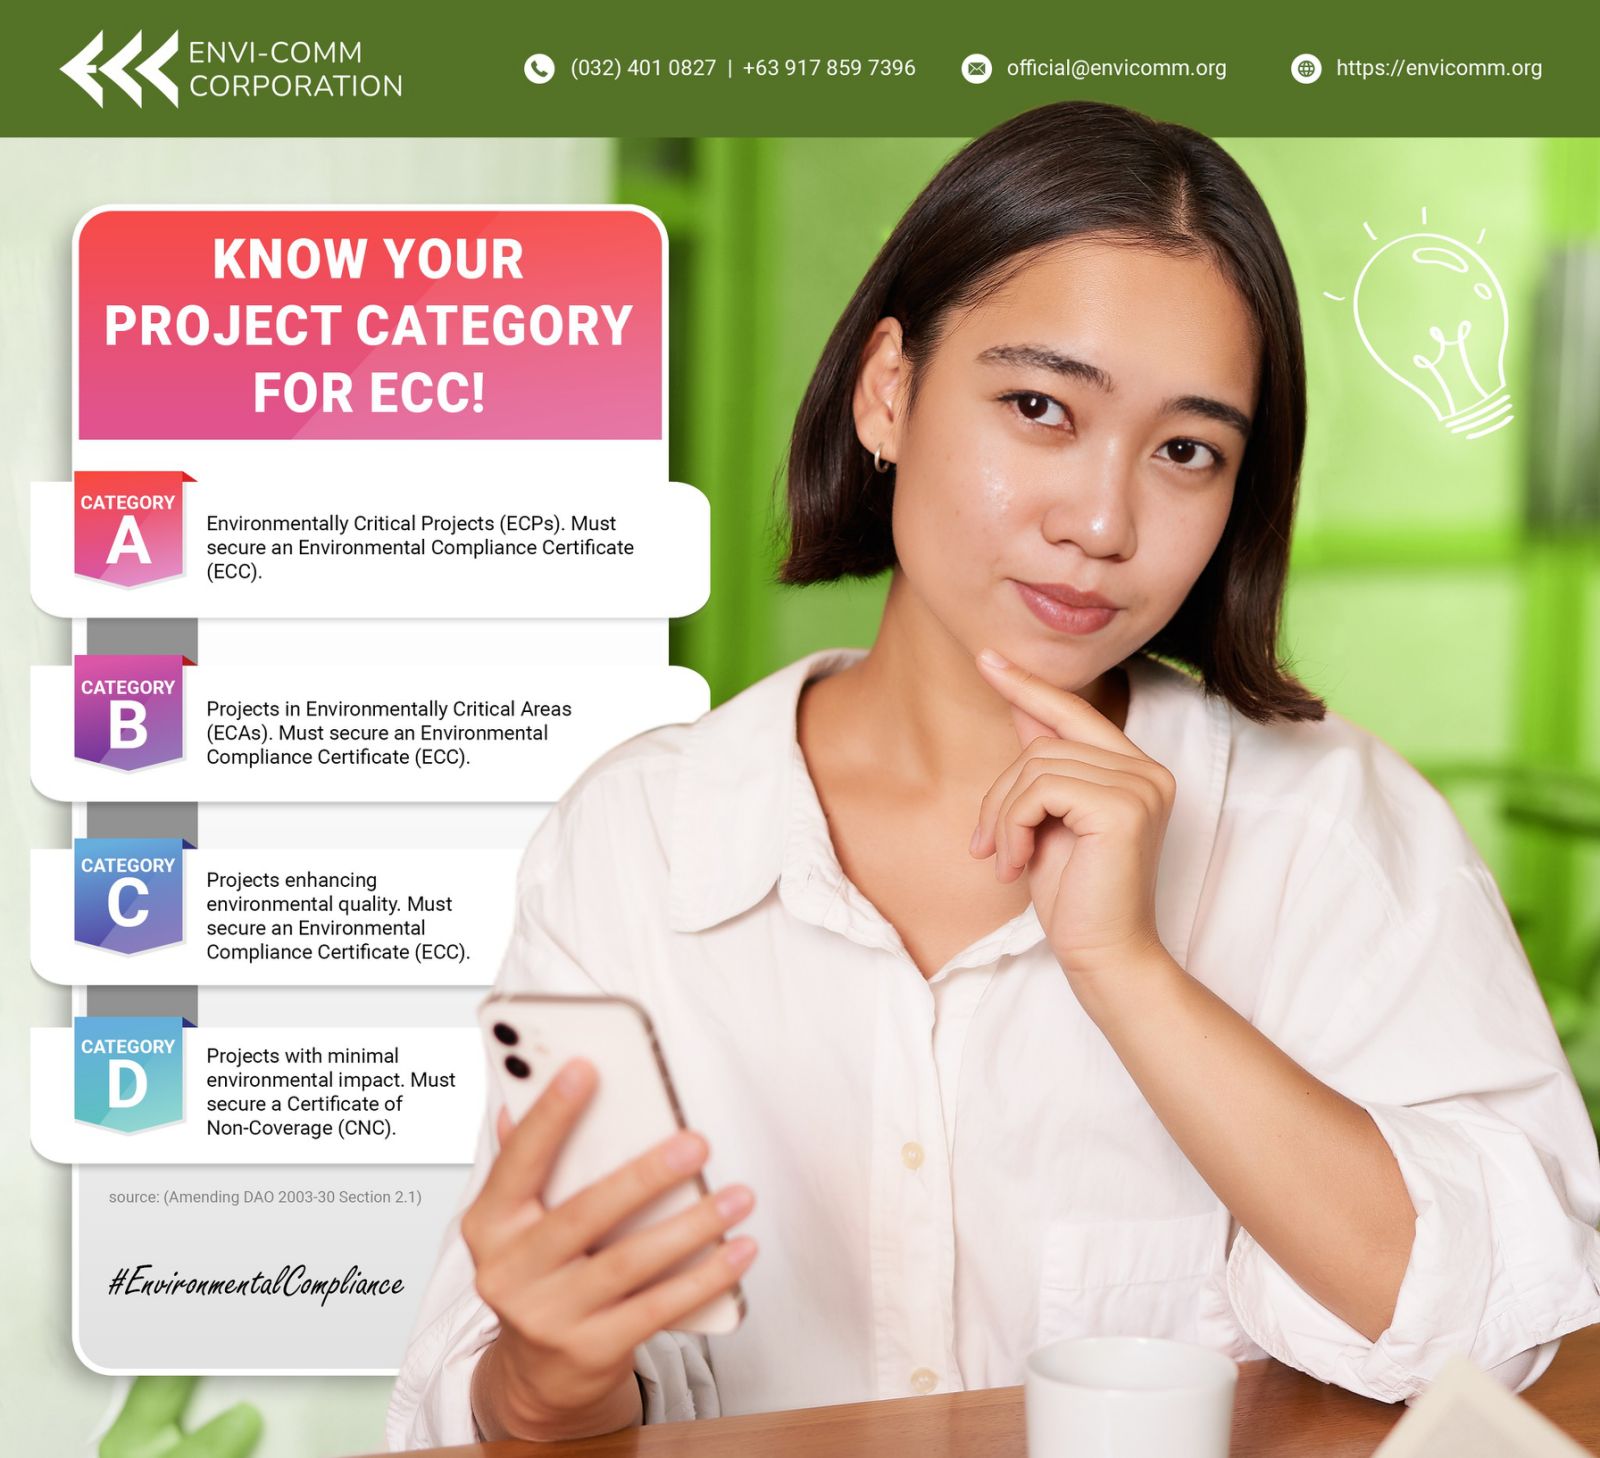 ENVI-COMM
CORPORATION
(032) 401 0827 | +63 917 859 7396
official@envicomm.org
https://envicomm.org
KNOW YOUR
PROJECT CATEGORY
FOR ECC!
CATEGORY
A
Environmentally Critical Projects (ECPs). Must
secure an Environmental Compliance Certificate
(ECC).
CATEGORY
B
Projects in Environmentally Critical Areas
(ECAs). Must secure an Environmental
Compliance Certificate (ECC).
CATEGORY
C
Projects enhancing
environmental quality. Must
secure an Environmental
Compliance Certificate (ECC).
CATEGORY
D
Projects with minimal
environmental impact. Must
secure a Certificate of
Non-Coverage (CNC).
source: (Amending DAO 2003-30 Section 2.1)
#EnvironmentalCompliance